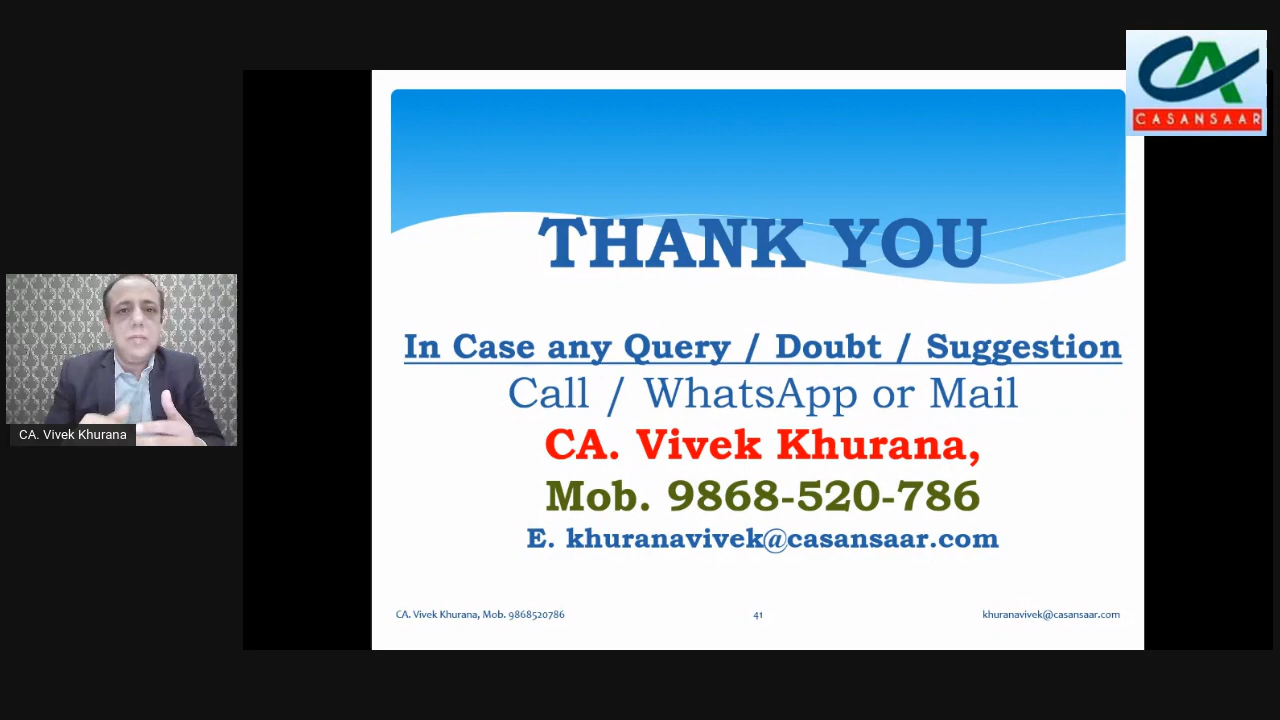 CA
CASANSAAR
THANK YOU
In Case any Query / Doubt / Suggestion
Call / WhatsApp or Mail
CA. Vivek Khurana,
Mob. 9868-520-786
E. khuranavivek@casansaar.com
CA. Vivek Khurana
CA. Vivek Khurana, Mob. 9868520786
41
khuranavivek@casansaar.com